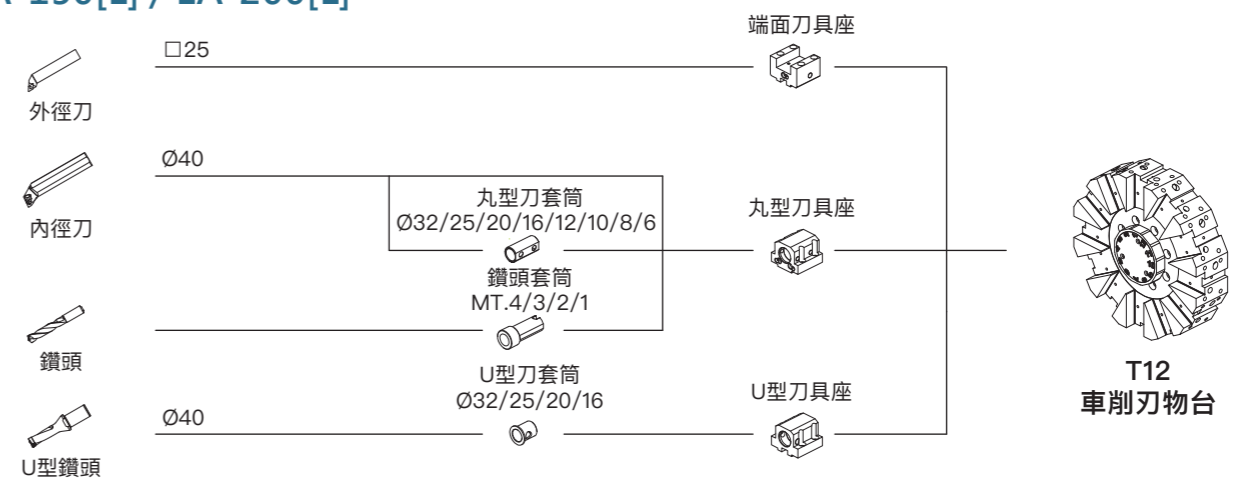 端面刀具座
□25
外徑刀
Ø40
丸型刀套筒
Ø32/25/20/16/12/10/8/6
丸型刀具座
內徑刀
鑽頭套筒
MT.4/3/2/1
鑽頭
U型刀套筒
Ø32/25/20/16
U型刀具座
Ø40
U型鑽頭
T12
車削刃物台